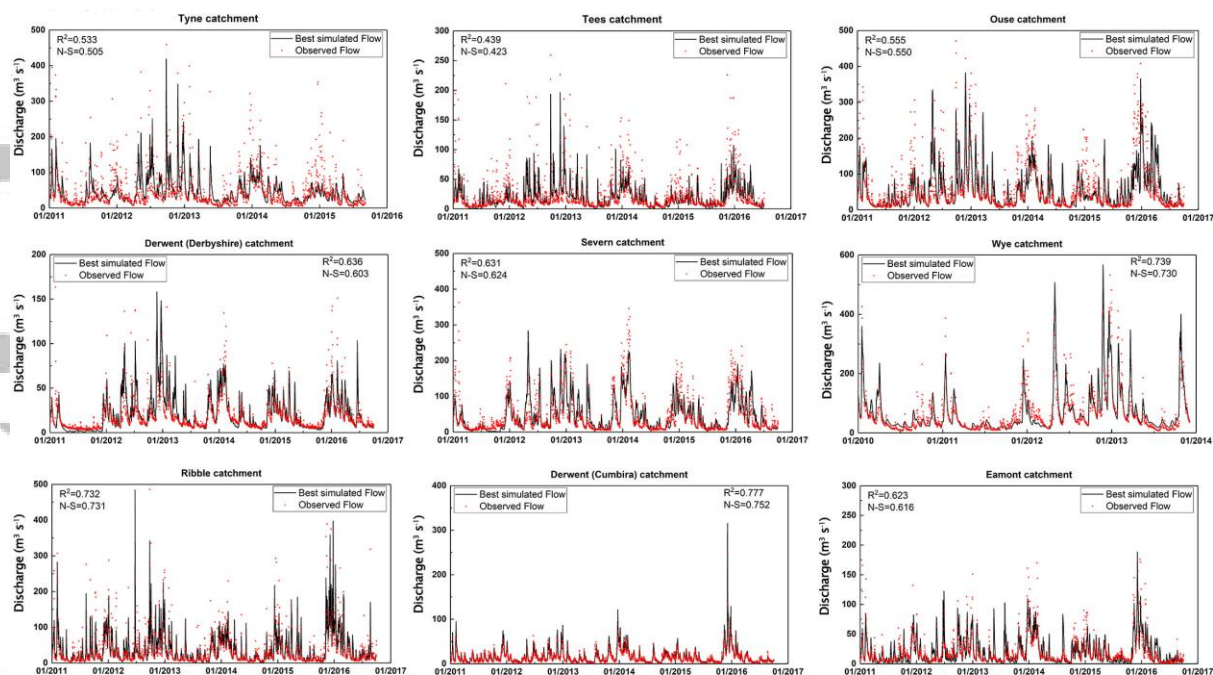 Tyne catchment
R²=0.533
N-S=0.505
Best simulated Flow
Observed Flow
Discharge (m³ s⁻¹)
500
400
300
200
100
0
01/2011 01/2012 01/2013 01/2014 01/2015 01/2016
Tees catchment
R²=0.439
N-S=0.423
Best simulated Flow
Observed Flow
Discharge (m³ s⁻¹)
300
250
200
150
100
50
0
01/2011 01/2012 01/2013 01/2014 01/2015 01/2016 01/2017
Ouse catchment
R²=0.555
N-S=0.550
Best simulated Flow
Observed Flow
Discharge (m³ s⁻¹)
500
400
300
200
100
0
01/2011 01/2012 01/2013 01/2014 01/2015 01/2016 01/2017
Derwent (Derbyshire) catchment
Best simulated Flow
Observed Flow
R²=0.636
N-S=0.603
Discharge (m³ s⁻¹)
200
150
100
50
0
01/2011 01/2012 01/2013 01/2014 01/2015 01/2016 01/2017
Severn catchment
R²=0.631
N-S=0.624
Best simulated Flow
Observed Flow
Discharge (m³ s⁻¹)
500
400
300
200
100
0
01/2011 01/2012 01/2013 01/2014 01/2015 01/2016 01/2017
Wye catchment
Best simulated Flow
Observed Flow
R²=0.739
N-S=0.730
Discharge (m³ s⁻¹)
600
400
200
0
01/2010 01/2011 01/2012 01/2013 01/2014
Ribble catchment
R²=0.732
N-S=0.731
Best simulated Flow
Observed Flow
Discharge (m³ s⁻¹)
500
400
300
200
100
0
01/2011 01/2012 01/2013 01/2014 01/2015 01/2016 01/2017
Derwent (Cumbira) catchment
Best simulated Flow
Observed Flow
R²=0.777
N-S=0.752
Discharge (m³ s⁻¹)
400
300
200
100
0
01/2011 01/2012 01/2013 01/2014 01/2015 01/2016 01/2017
Eamont catchment
R²=0.623
N-S=0.616
Best simulated Flow
Observed Flow
Discharge (m³ s⁻¹)
300
250
200
150
100
50
0
01/2011 01/2012 01/2013 01/2014 01/2015 01/2016 01/2017